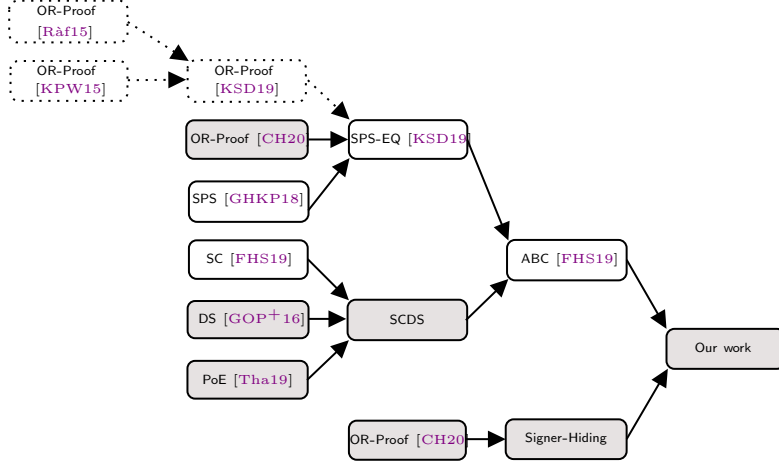 OR-Proof
[Ràf15]
OR-Proof
[KPW15]
OR-Proof
[KSD19]
OR-Proof [CH20]
SPS-EQ [KSD19]
SPS [GHKP18]
SC [FHS19]
ABC [FHS19]
DS [GOP+16]
SCDS
Our work
PoE [Tha19]
OR-Proof [CH20]
Signer-Hiding